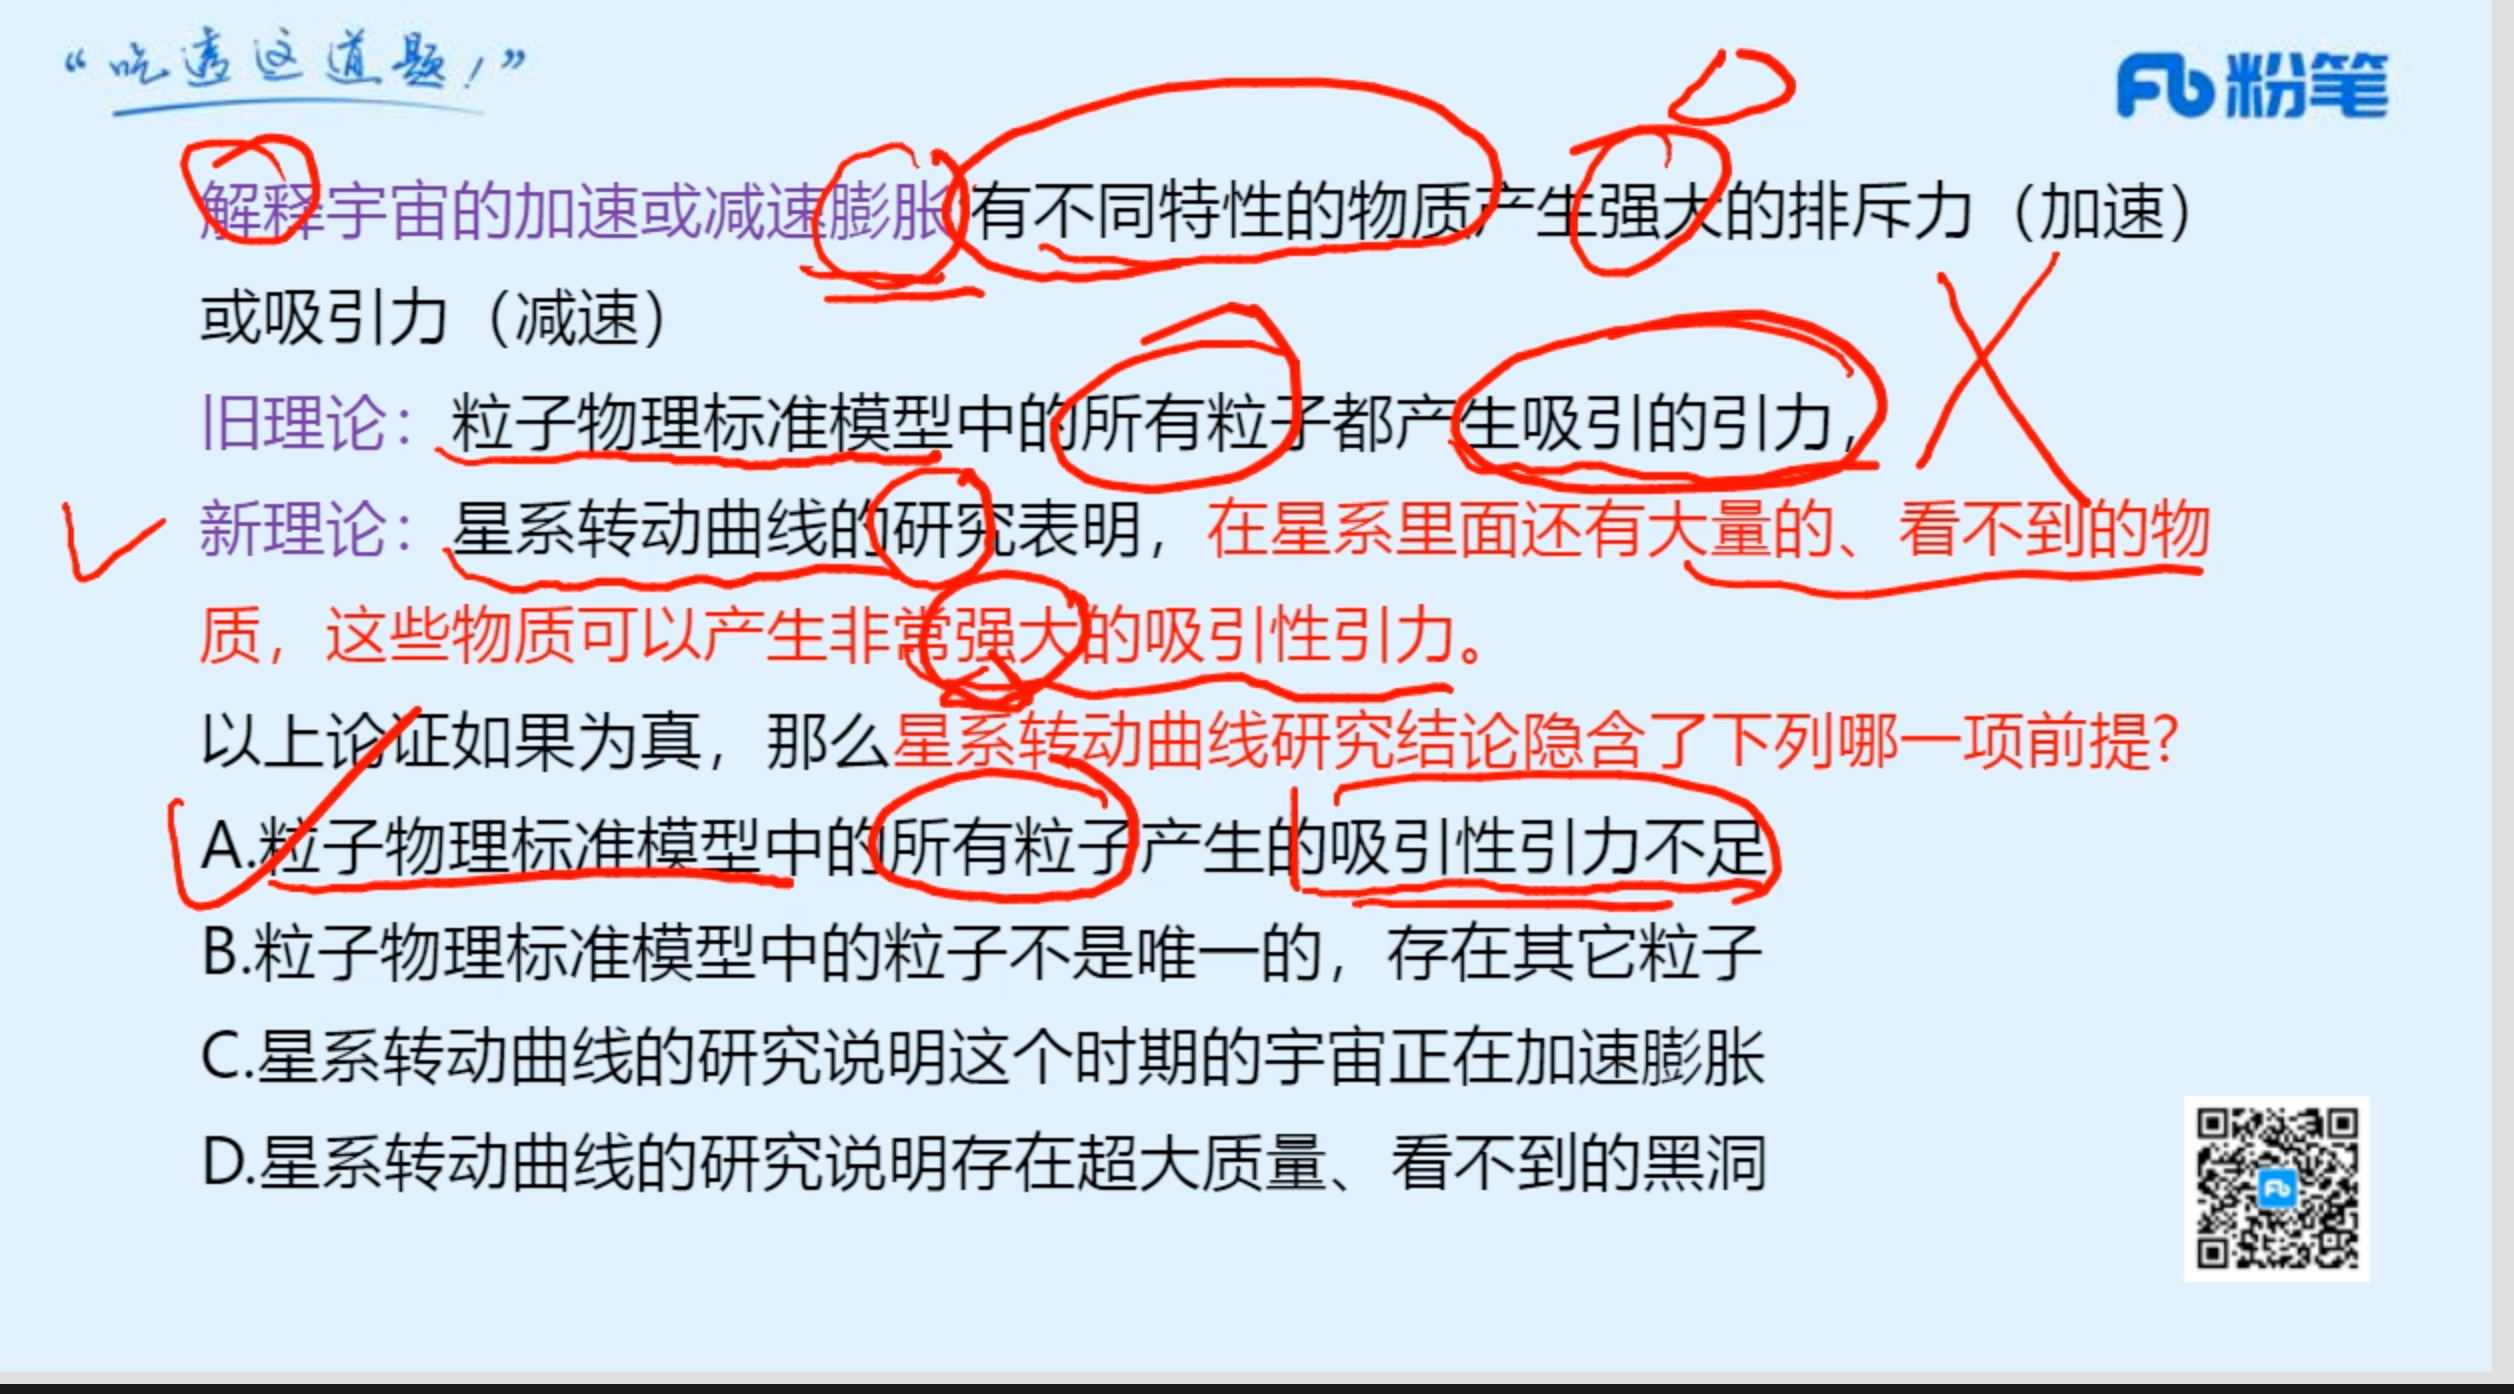 “吃透这道题！”
粉笔
解释宇宙的加速或减速膨胀 有不同特性的物质产生强大的排斥力（加速）
或吸引力（减速）
旧理论：粒子物理标准模型中的所有粒子都产生吸引的引力，
新理论：星系转动曲线的研究表明，在星系里面还有大量的、看不到的物
质，这些物质可以产生非常强大的吸引性引力。
以上论证如果为真，那么星系转动曲线研究结论隐含了下列哪一项前提？
A.粒子物理标准模型中的所有粒子产生的吸引性引力不足
B.粒子物理标准模型中的粒子不是唯一的，存在其它粒子
C.星系转动曲线的研究说明这个时期的宇宙正在加速膨胀
D.星系转动曲线的研究说明存在超大质量、看不到的黑洞